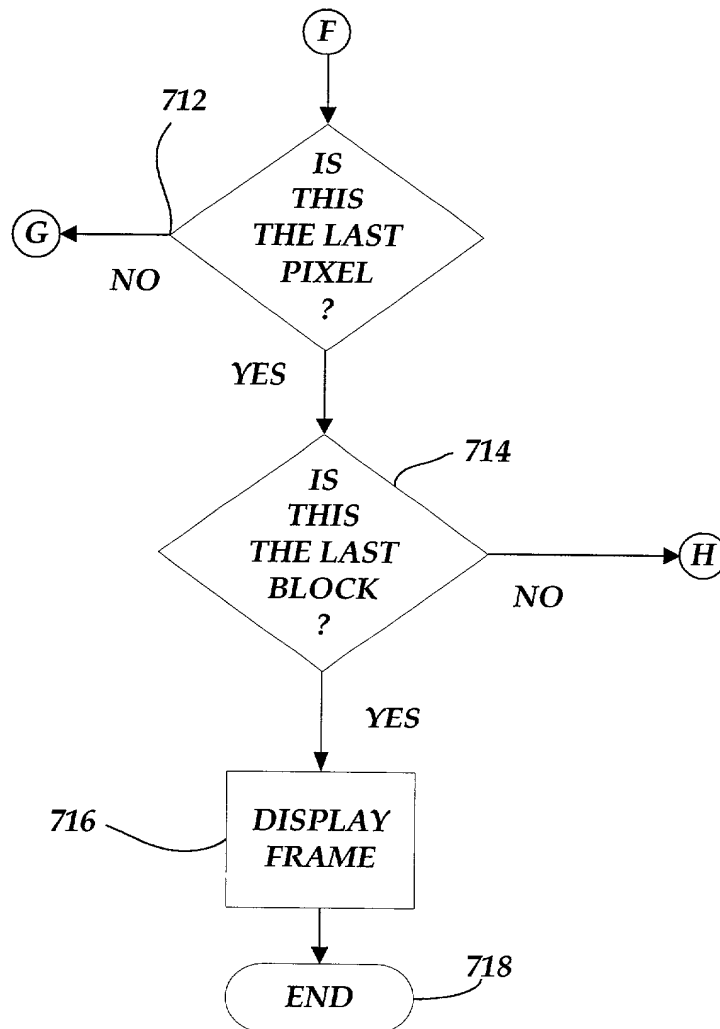 F
712
IS
THIS
THE LAST
PIXEL
?
G
NO
YES
714
IS
THIS
THE LAST
BLOCK
?
H
NO
YES
716
DISPLAY
FRAME
718
END